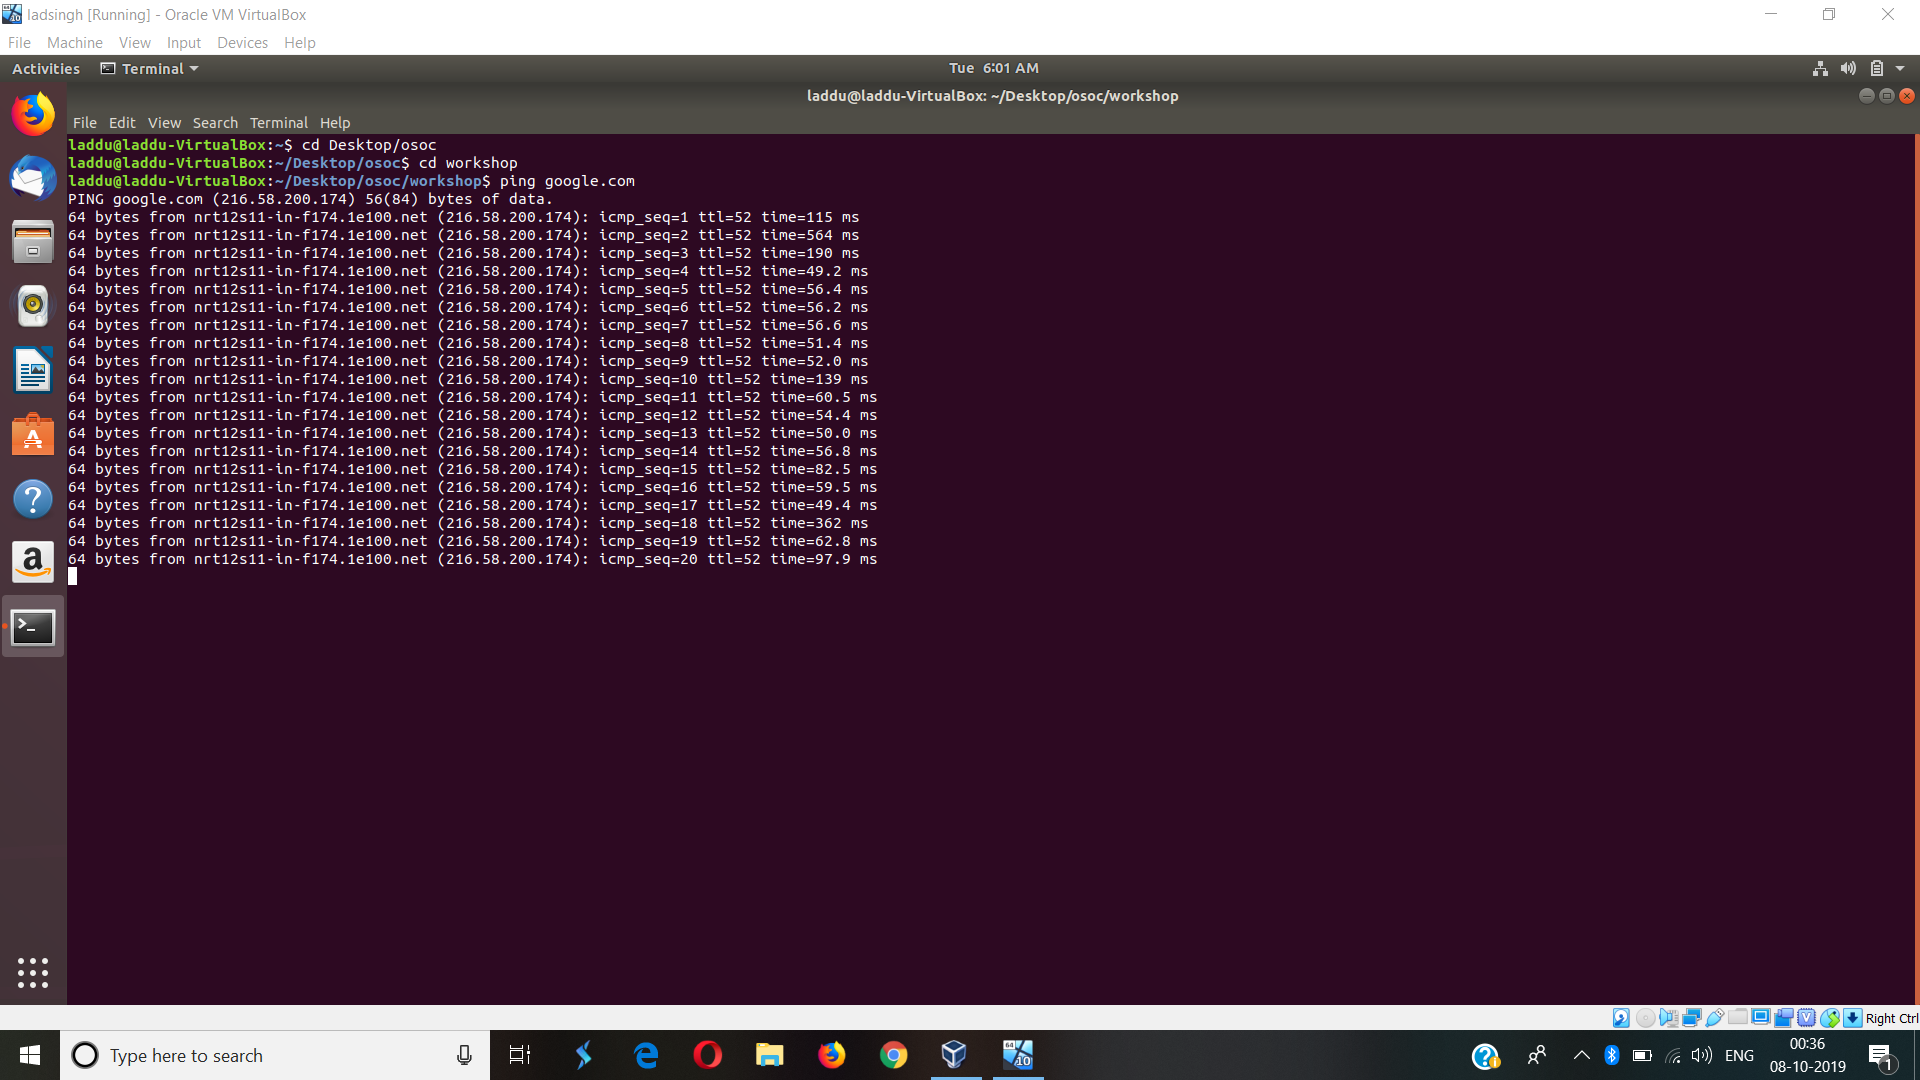 ladsingh [Running] - Oracle VM VirtualBox
File Machine View Input Devices Help
Activities Terminal Tue 6:01 AM
laddu@laddu-VirtualBox: ~/Desktop/osoc/workshop
File Edit View Search Terminal Help
laddu@laddu-VirtualBox:~$ cd Desktop/osoc
laddu@laddu-VirtualBox:~/Desktop/osoc$ cd workshop
laddu@laddu-VirtualBox:~/Desktop/osoc/workshop$ ping google.com
PING google.com (216.58.200.174) 56(84) bytes of data.
64 bytes from nrt12s11-in-f174.1e100.net (216.58.200.174): icmp_seq=1 ttl=52 time=115 ms
64 bytes from nrt12s11-in-f174.1e100.net (216.58.200.174): icmp_seq=2 ttl=52 time=564 ms
64 bytes from nrt12s11-in-f174.1e100.net (216.58.200.174): icmp_seq=3 ttl=52 time=190 ms
64 bytes from nrt12s11-in-f174.1e100.net (216.58.200.174): icmp_seq=4 ttl=52 time=49.2 ms
64 bytes from nrt12s11-in-f174.1e100.net (216.58.200.174): icmp_seq=5 ttl=52 time=56.4 ms
64 bytes from nrt12s11-in-f174.1e100.net (216.58.200.174): icmp_seq=6 ttl=52 time=56.2 ms
64 bytes from nrt12s11-in-f174.1e100.net (216.58.200.174): icmp_seq=7 ttl=52 time=56.6 ms
64 bytes from nrt12s11-in-f174.1e100.net (216.58.200.174): icmp_seq=8 ttl=52 time=51.4 ms
64 bytes from nrt12s11-in-f174.1e100.net (216.58.200.174): icmp_seq=9 ttl=52 time=52.0 ms
64 bytes from nrt12s11-in-f174.1e100.net (216.58.200.174): icmp_seq=10 ttl=52 time=139 ms
64 bytes from nrt12s11-in-f174.1e100.net (216.58.200.174): icmp_seq=11 ttl=52 time=60.5 ms
64 bytes from nrt12s11-in-f174.1e100.net (216.58.200.174): icmp_seq=12 ttl=52 time=54.4 ms
64 bytes from nrt12s11-in-f174.1e100.net (216.58.200.174): icmp_seq=13 ttl=52 time=50.0 ms
64 bytes from nrt12s11-in-f174.1e100.net (216.58.200.174): icmp_seq=14 ttl=52 time=56.8 ms
64 bytes from nrt12s11-in-f174.1e100.net (216.58.200.174): icmp_seq=15 ttl=52 time=82.5 ms
64 bytes from nrt12s11-in-f174.1e100.net (216.58.200.174): icmp_seq=16 ttl=52 time=59.5 ms
64 bytes from nrt12s11-in-f174.1e100.net (216.58.200.174): icmp_seq=17 ttl=52 time=49.4 ms
64 bytes from nrt12s11-in-f174.1e100.net (216.58.200.174): icmp_seq=18 ttl=52 time=362 ms
64 bytes from nrt12s11-in-f174.1e100.net (216.58.200.174): icmp_seq=19 ttl=52 time=62.8 ms
64 bytes from nrt12s11-in-f174.1e100.net (216.58.200.174): icmp_seq=20 ttl=52 time=97.9 ms
Right Ctrl
Type here to search
ENG
00:36
08-10-2019
1